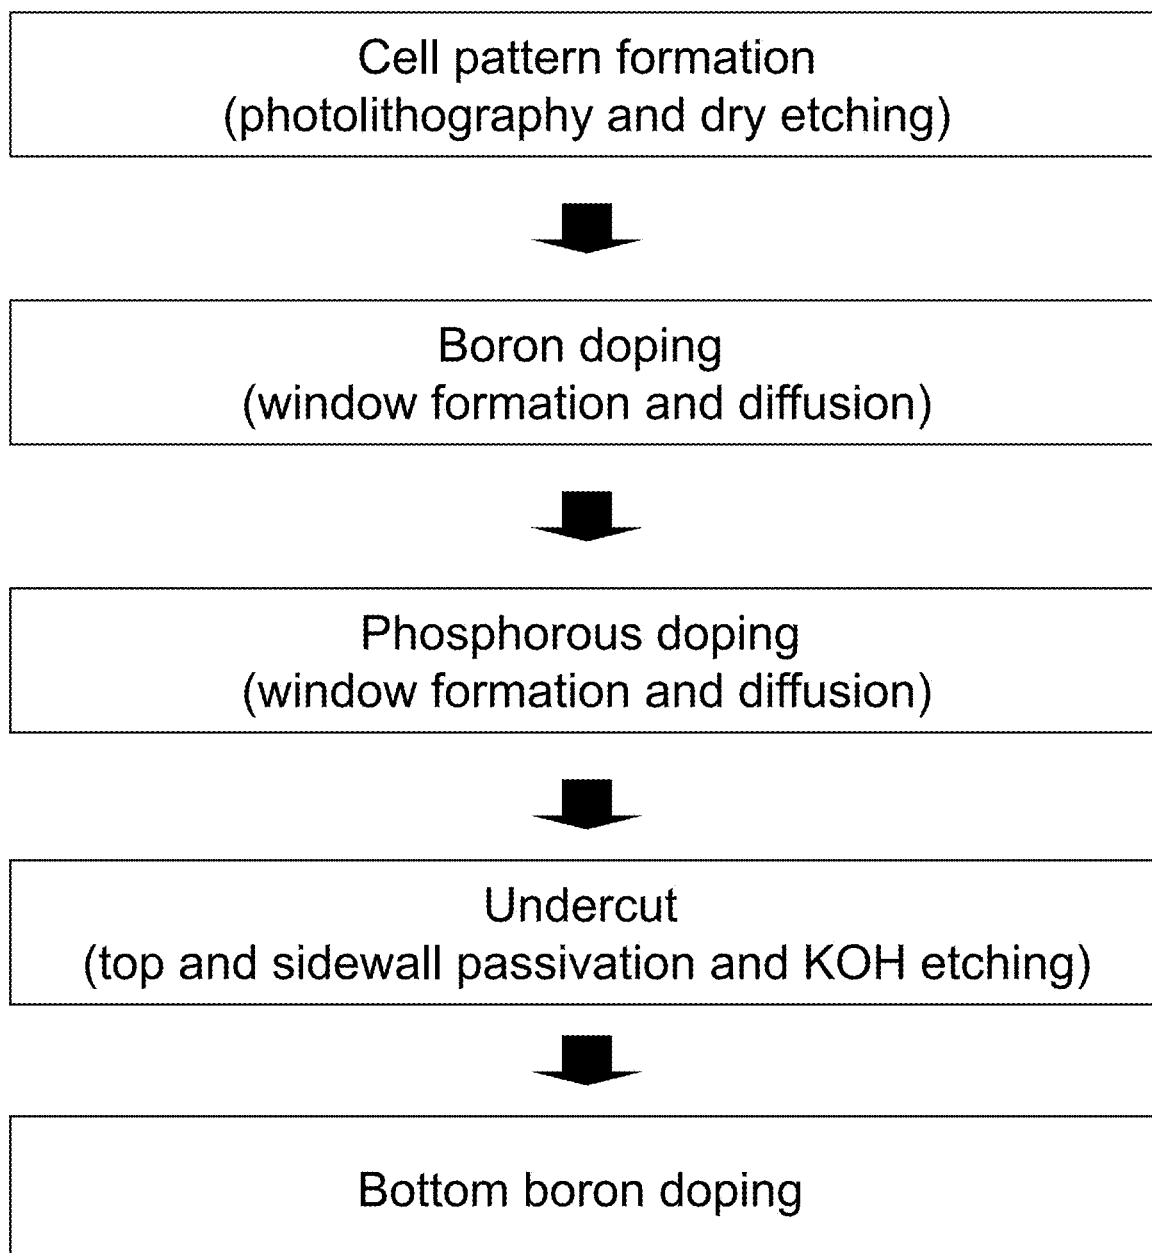 Cell pattern formation
(photolithography and dry etching)
Boron doping
(window formation and diffusion)
Phosphorous doping
(window formation and diffusion)
Undercut
(top and sidewall passivation and KOH etching)
Bottom boron doping